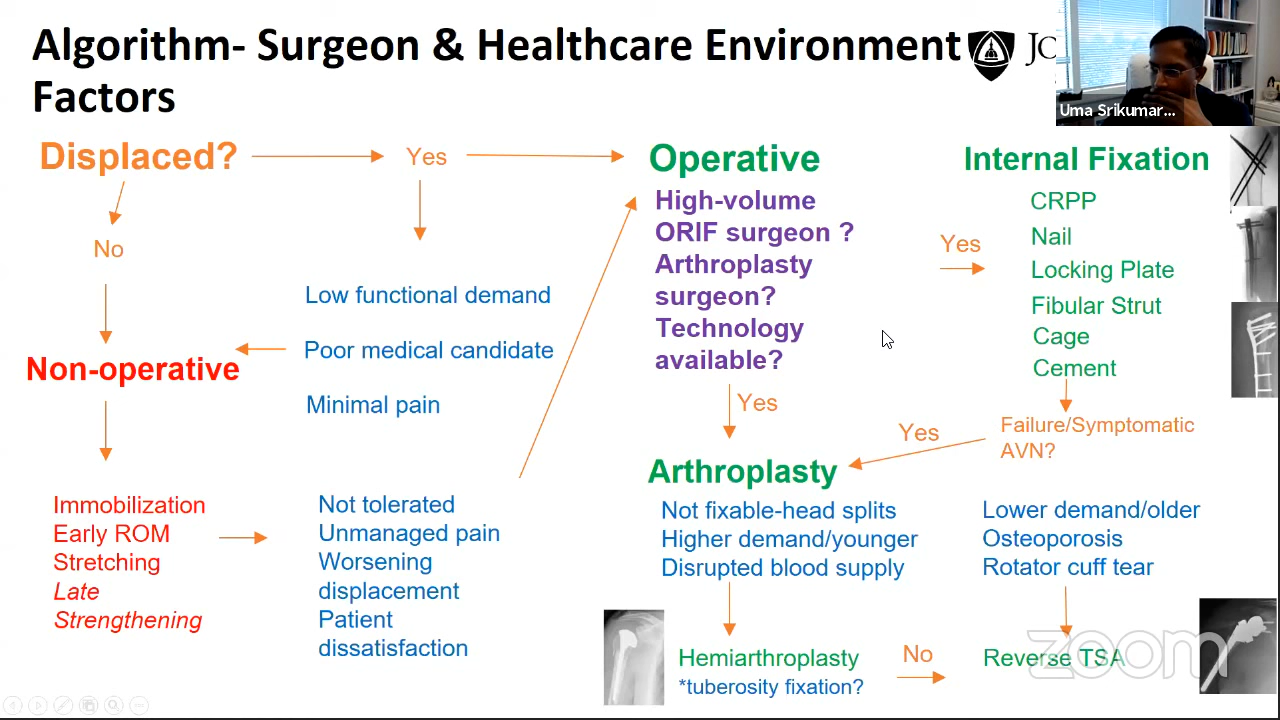 Algorithm- Surgeon & Healthcare Environment
Factors
JO
Uma Srikumar...
Displaced?
Yes
Operative
Internal Fixation
No
High-volume
ORIF surgeon ?
Arthroplasty
surgeon?
Technology
available?
Yes
CRPP
Nail
Locking Plate
Fibular Strut
Cage
Cement
Low functional demand
Poor medical candidate
Minimal pain
Non-operative
Yes
Yes
Failure/Symptomatic
AVN?
Arthroplasty
Immobilization
Early ROM
Stretching
Late
Strengthening
Not tolerated
Unmanaged pain
Worsening
displacement
Patient
dissatisfaction
Not fixable-head splits
Higher demand/younger
Disrupted blood supply
Lower demand/older
Osteoporosis
Rotator cuff tear
Hemiarthroplasty
*tuberosity fixation?
No
Reverse TSA
zoom